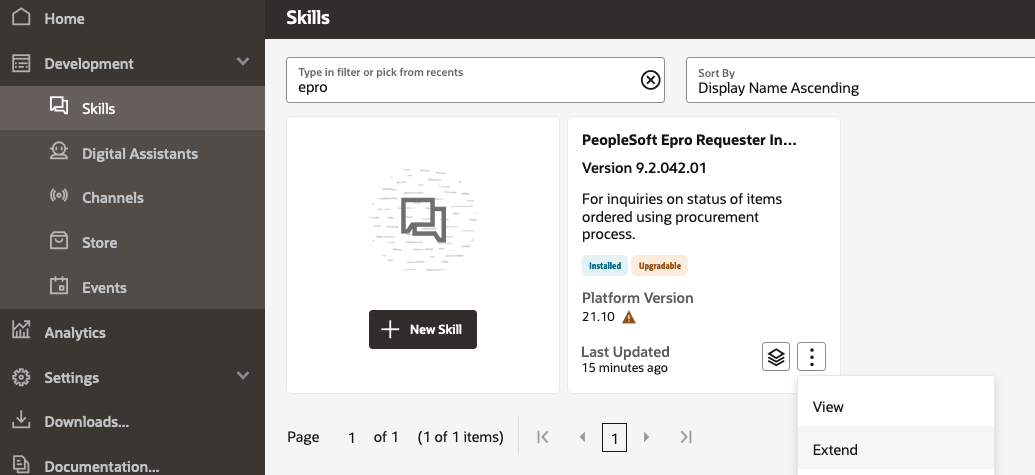 Home
Development
Skills
Digital Assistants
Channels
Store
Events
Analytics
Settings
Downloads...
Documentation...
Skills
Type in filter or pick from recents
epro
Sort By
Display Name Ascending
New Skill
PeopleSoft Epro Requester In...
Version 9.2.042.01
For inquiries on status of items
ordered using procurement
process.
Installed Upgradable
Platform Version
21.10
Last Updated
15 minutes ago
View
Extend
Page 1 of 1 (1 of 1 items) 1